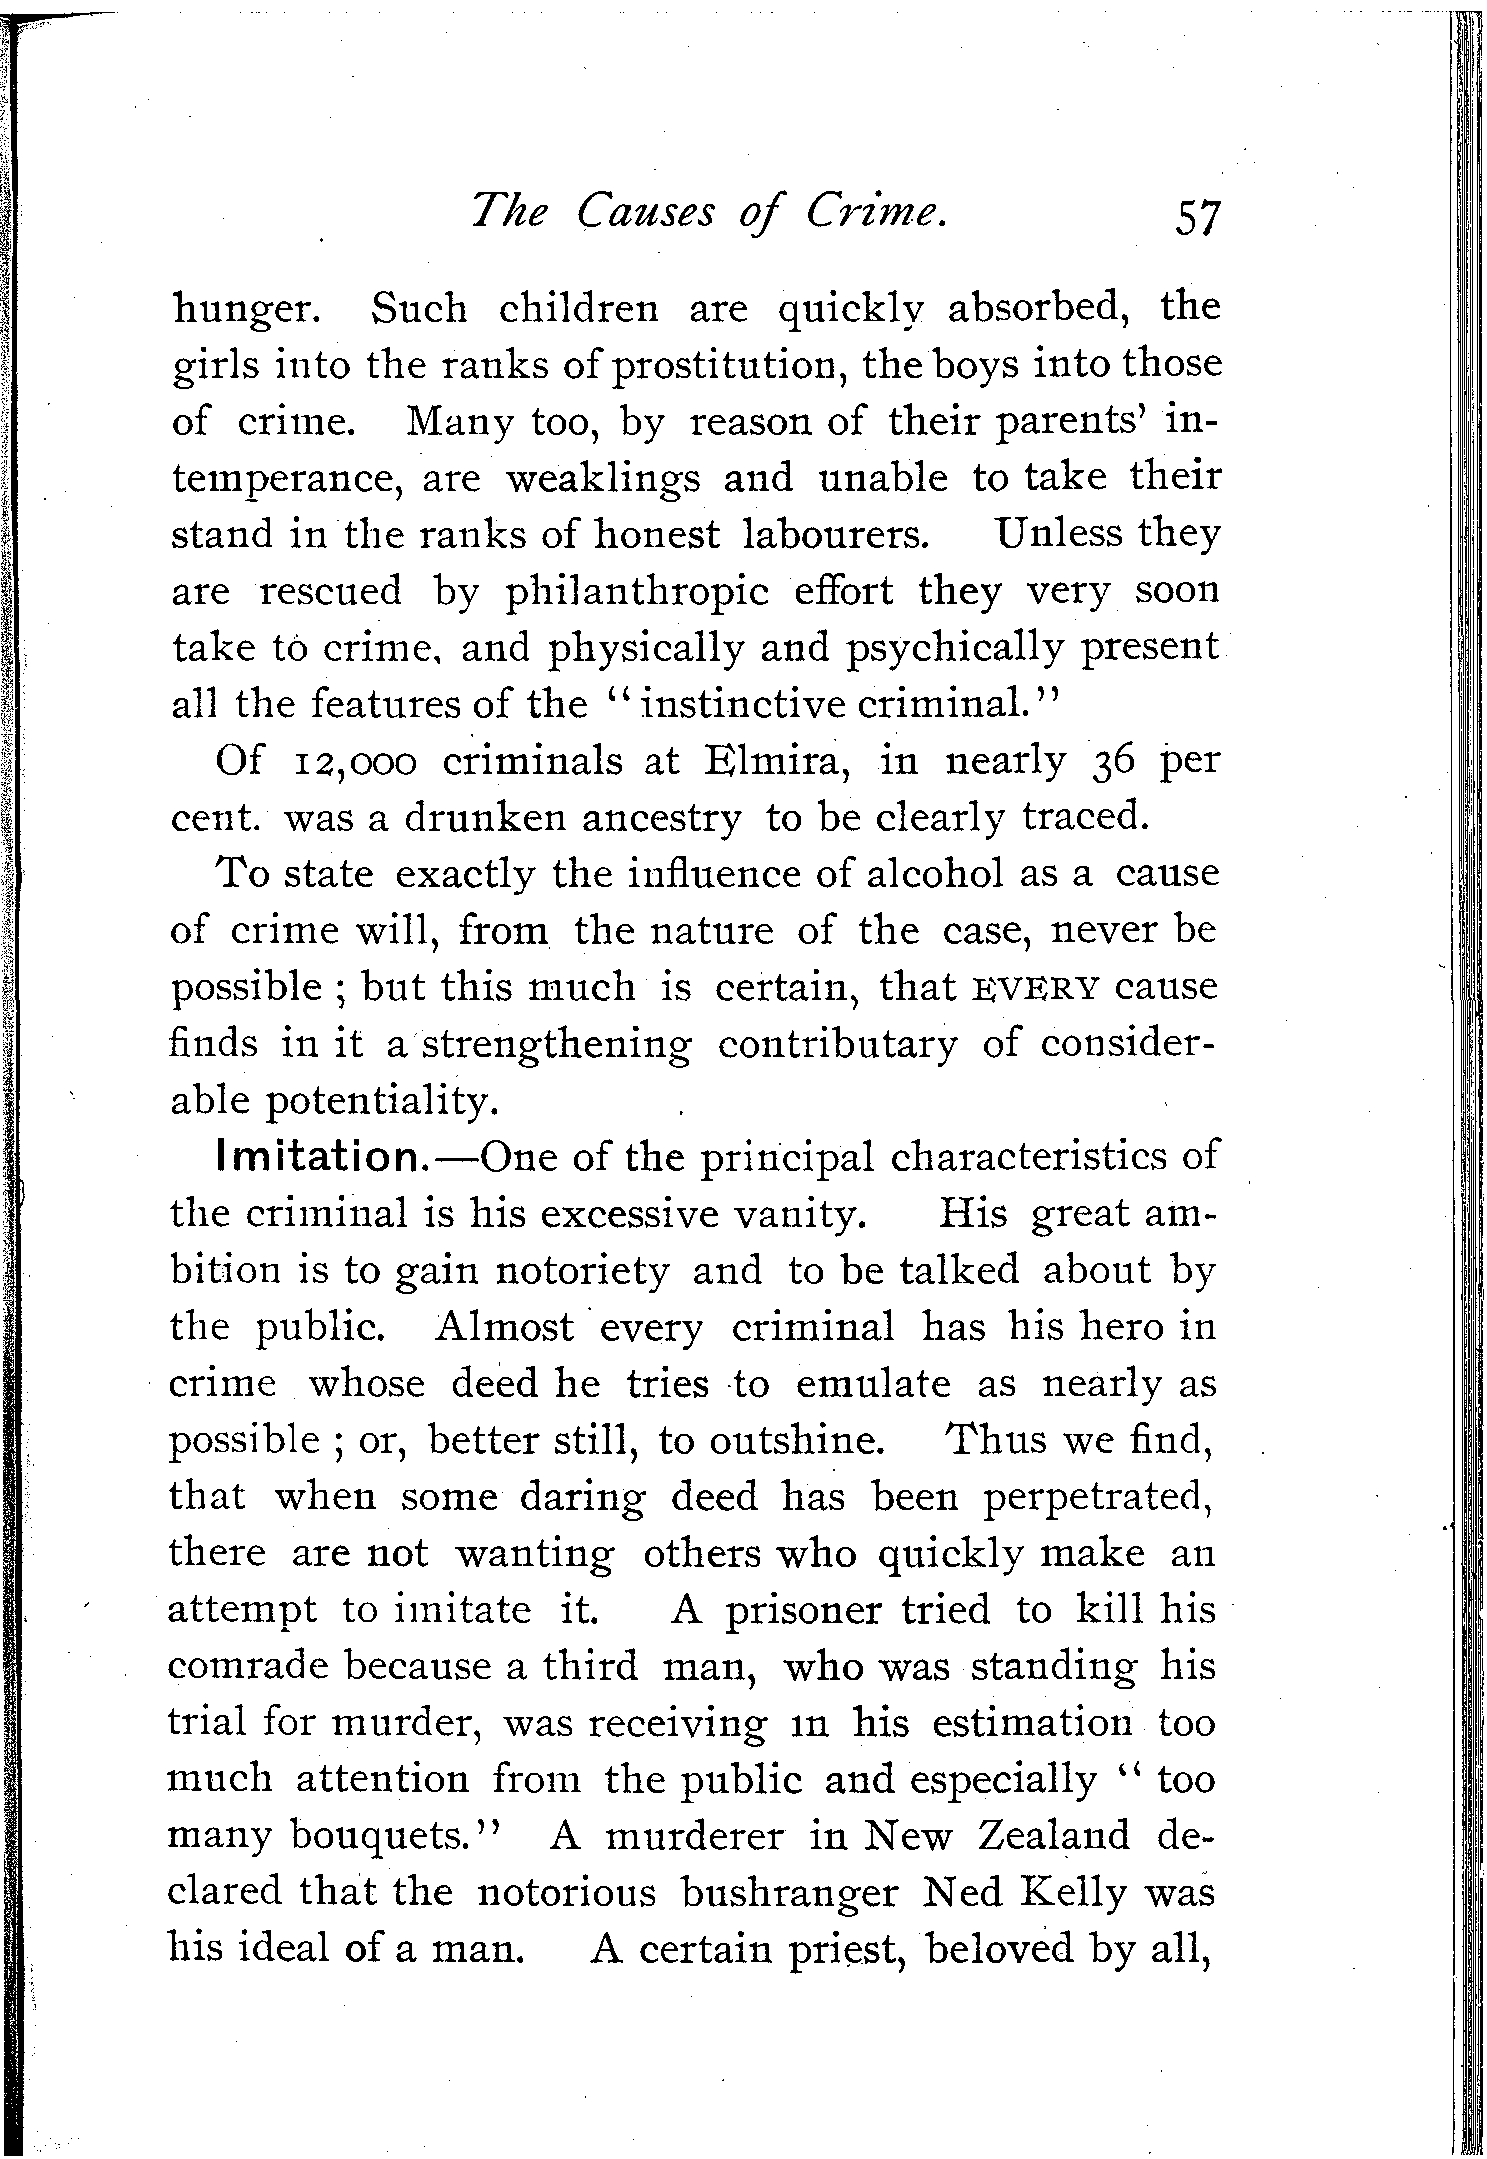 The Causes of Crime. 57
hunger. Such children are quickly absorbed, the
girls into the ranks of prostitution, the boys into those
of crime. Many too, by reason of their parents' in-
temperance, are weaklings and unable to take their
stand in the ranks of honest labourers. Unless they
are rescued by philanthropic effort they very soon
take to crime, and physically and psychically present
all the features of the "instinctive criminal."
Of 12,000 criminals at Elmira, in nearly 36 per
cent. was a drunken ancestry to be clearly traced.
To state exactly the influence of alcohol as a cause
of crime will, from the nature of the case, never be
possible ; but this much is certain, that EVERY cause
finds in it a strengthening contributary of consider-
able potentiality.
Imitation.—One of the principal characteristics of
the criminal is his excessive vanity. His great am-
bition is to gain notoriety and to be talked about by
the public. Almost every criminal has his hero in
crime whose deed he tries to emulate as nearly as
possible ; or, better still, to outshine. Thus we find,
that when some daring deed has been perpetrated,
there are not wanting others who quickly make an
attempt to imitate it. A prisoner tried to kill his
comrade because a third man, who was standing his
trial for murder, was receiving in his estimation too
much attention from the public and especially " too
many bouquets." A murderer in New Zealand de-
clared that the notorious bushranger Ned Kelly was
his ideal of a man. A certain priest, beloved by all,